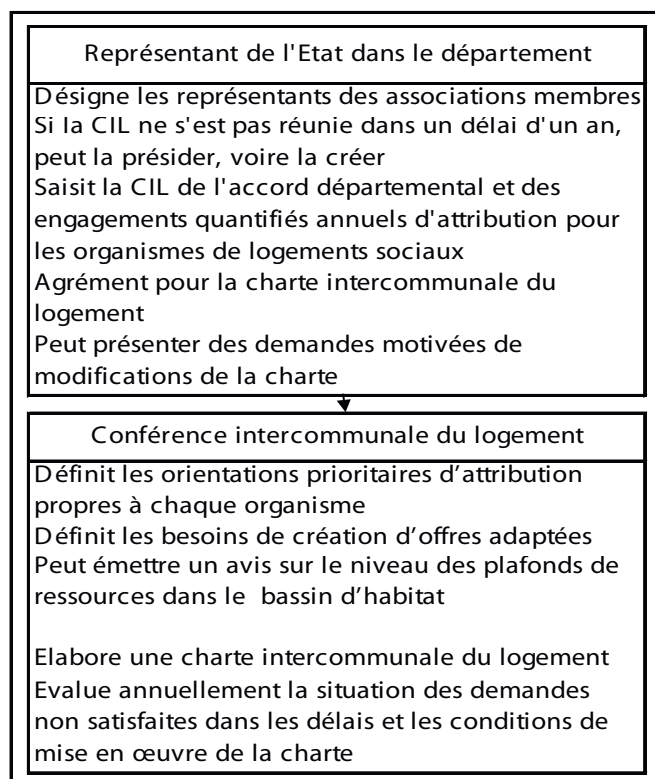 Représentant de l'Etat dans le département
Désigne les représentants des associations membres
Si la CIL ne s'est pas réunie dans un délai d'un an,
peut la présider, voire la créer
Saisit la CIL de l'accord départemental et des
engagements quantifiés annuels d'attribution pour
les organismes de logements sociaux
Agrément pour la charte intercommunale du
logement
Peut présenter des demandes motivées de
modifications de la charte
Conférence intercommunale du logement
Définit les orientations prioritaires d’attribution
propres à chaque organisme
Définit les besoins de création d’offres adaptées
Peut émettre un avis sur le niveau des plafonds de
ressources dans le bassin d’habitat
Elabore une charte intercommunale du logement
Evalue annuellement la situation des demandes
non satisfaites dans les délais et les conditions de
mise en œuvre de la charte